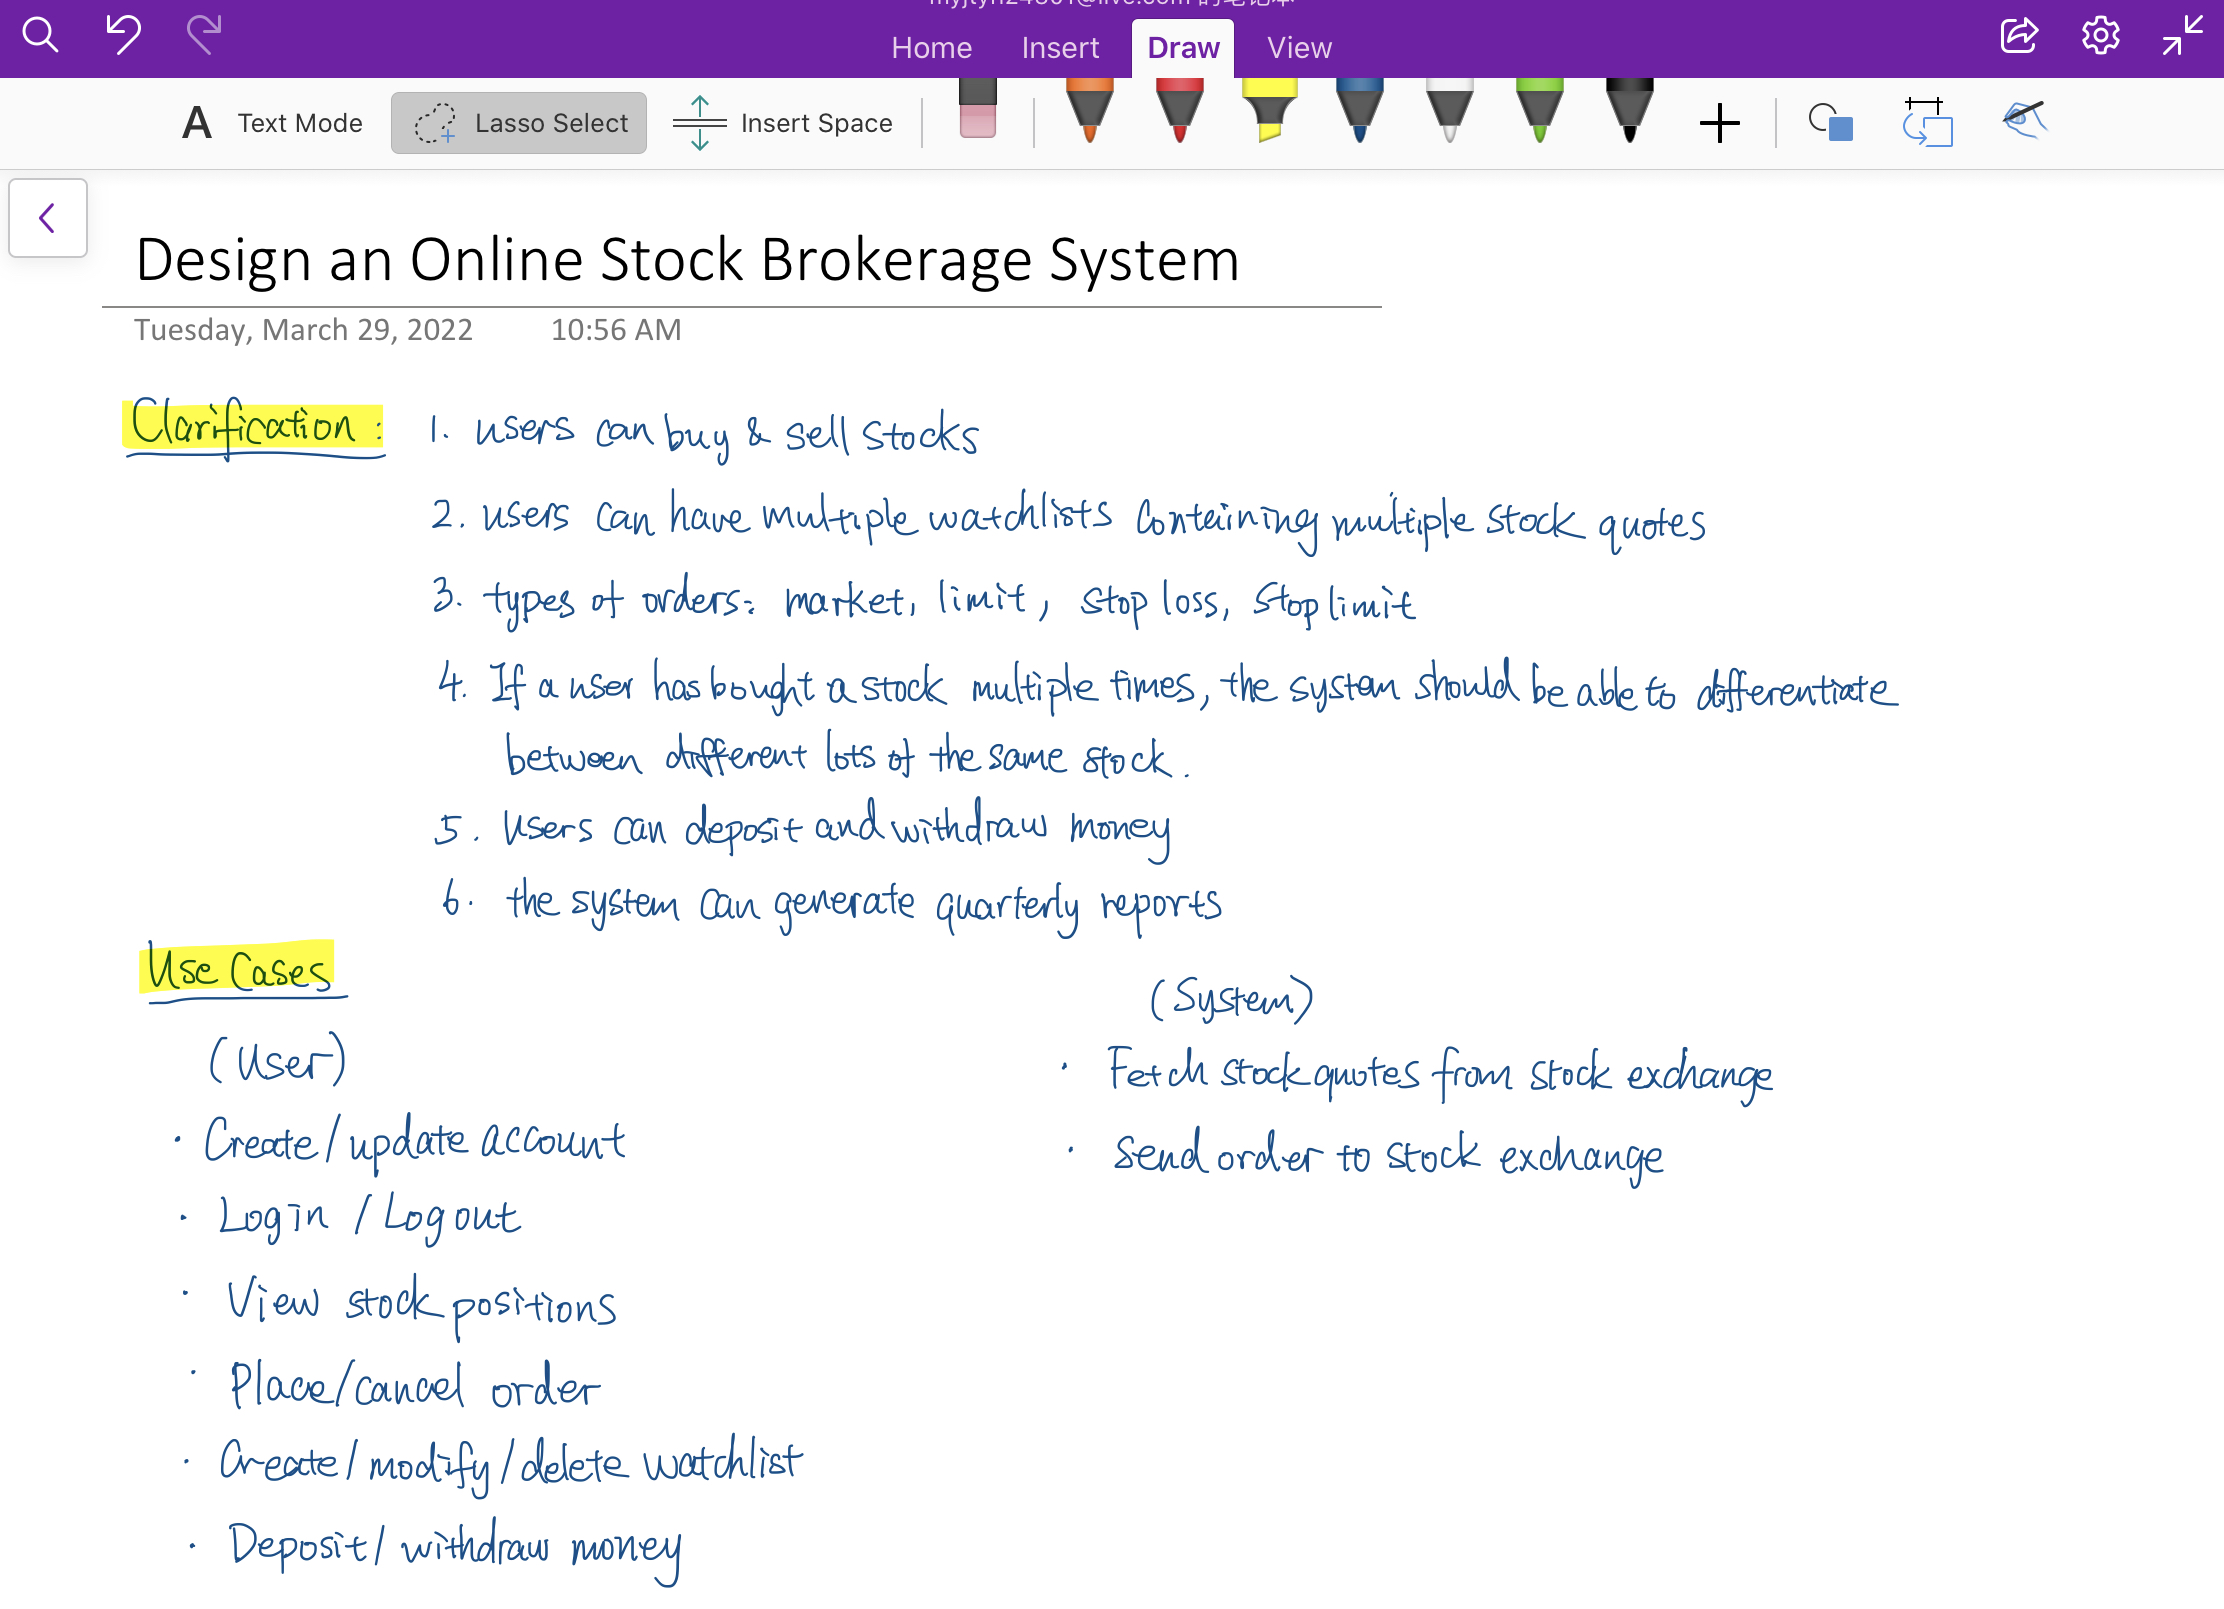 的笔记本
Home Insert Draw View
A Text Mode Lasso Select Insert Space
Design an Online Stock Brokerage System
Tuesday, March 29, 2022 10:56 AM
Clarification: 1. users can buy & sell stocks
2. users can have multiple watchlists containing multiple stock quotes
3. types of orders: market, limit, stop loss, stop limit
4. If a user has bought a stock multiple times, the system should be able to differentiate
between different lots of the same stock.
5. Users can deposit and withdraw money
6. the system can generate quarterly reports
Use Cases
(System)
(User)
· Fetch stock quotes from stock exchange
· Create/update account
· Send order to stock exchange
· Login / Logout
· View stock positions
· Place/cancel order
· Create/modify/delete watchlist
· Deposit/withdraw money